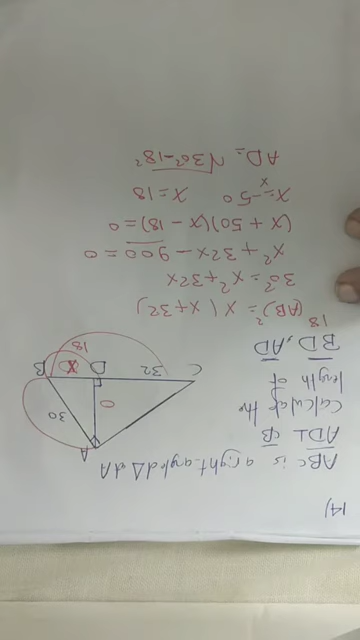 14)
ABC is a right angled Δ at A
AD⊥ CB
Calculate the
length of
BD, AD
A
30
B
D
C
x
32
18
(AB)² = x (x+32)
18
30² = x² + 32x
x² + 32x - 900 = 0
(x + 50)(x - 18) = 0
x = -50 x = 18
x
AD = √30² - 18²